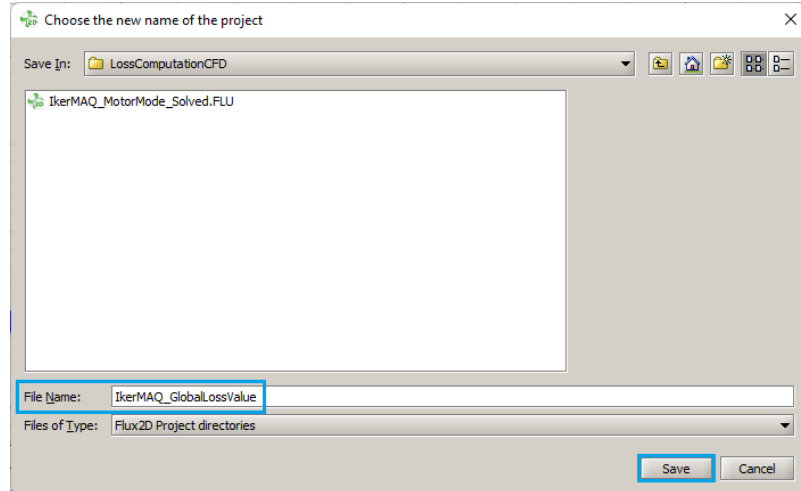 Choose the new name of the project
Save In: LossComputationCFD
IkerMAQ_MotorMode_Solved.FLU
File Name: IkerMAQ_GlobalLossValue
Files of Type: Flux2D Project directories
Save Cancel